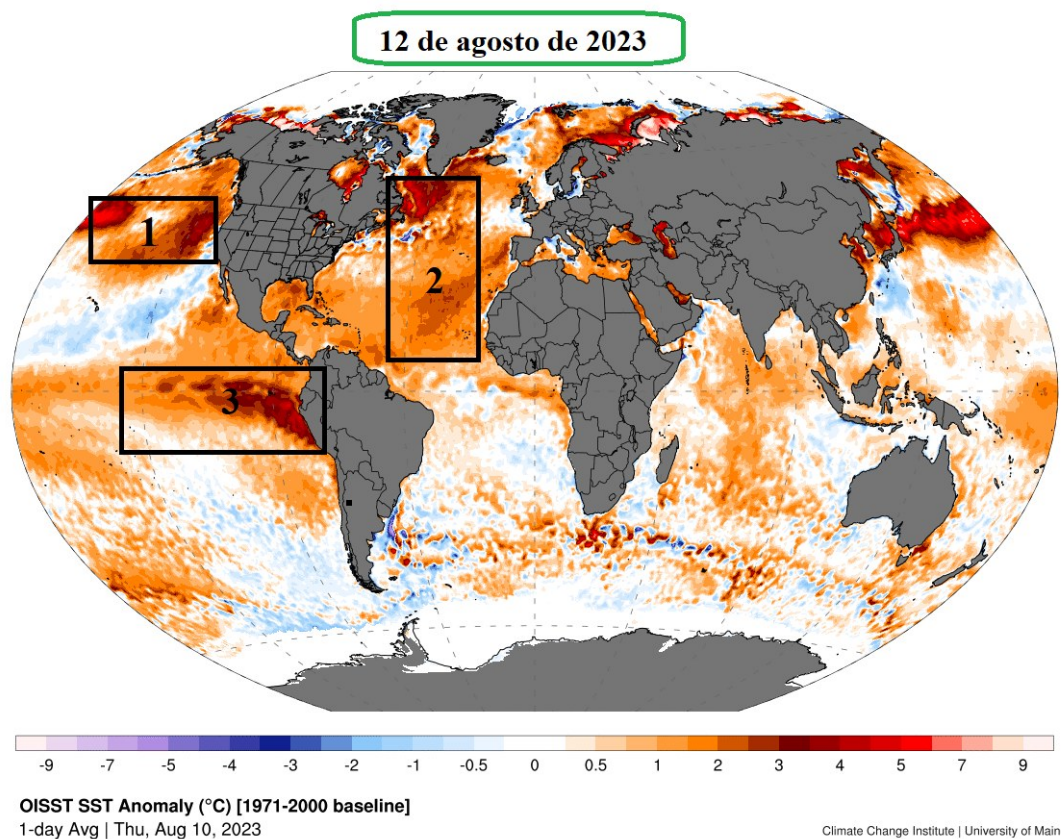 12 de agosto de 2023
1
2
3
-9 -7 -5 -4 -3 -2 -1 -0.5 0 0.5 1 2 3 4 5 7 9
OISST SST Anomaly (°C) [1971-2000 baseline]
1-day Avg | Thu, Aug 10, 2023
Climate Change Institute | University of Main